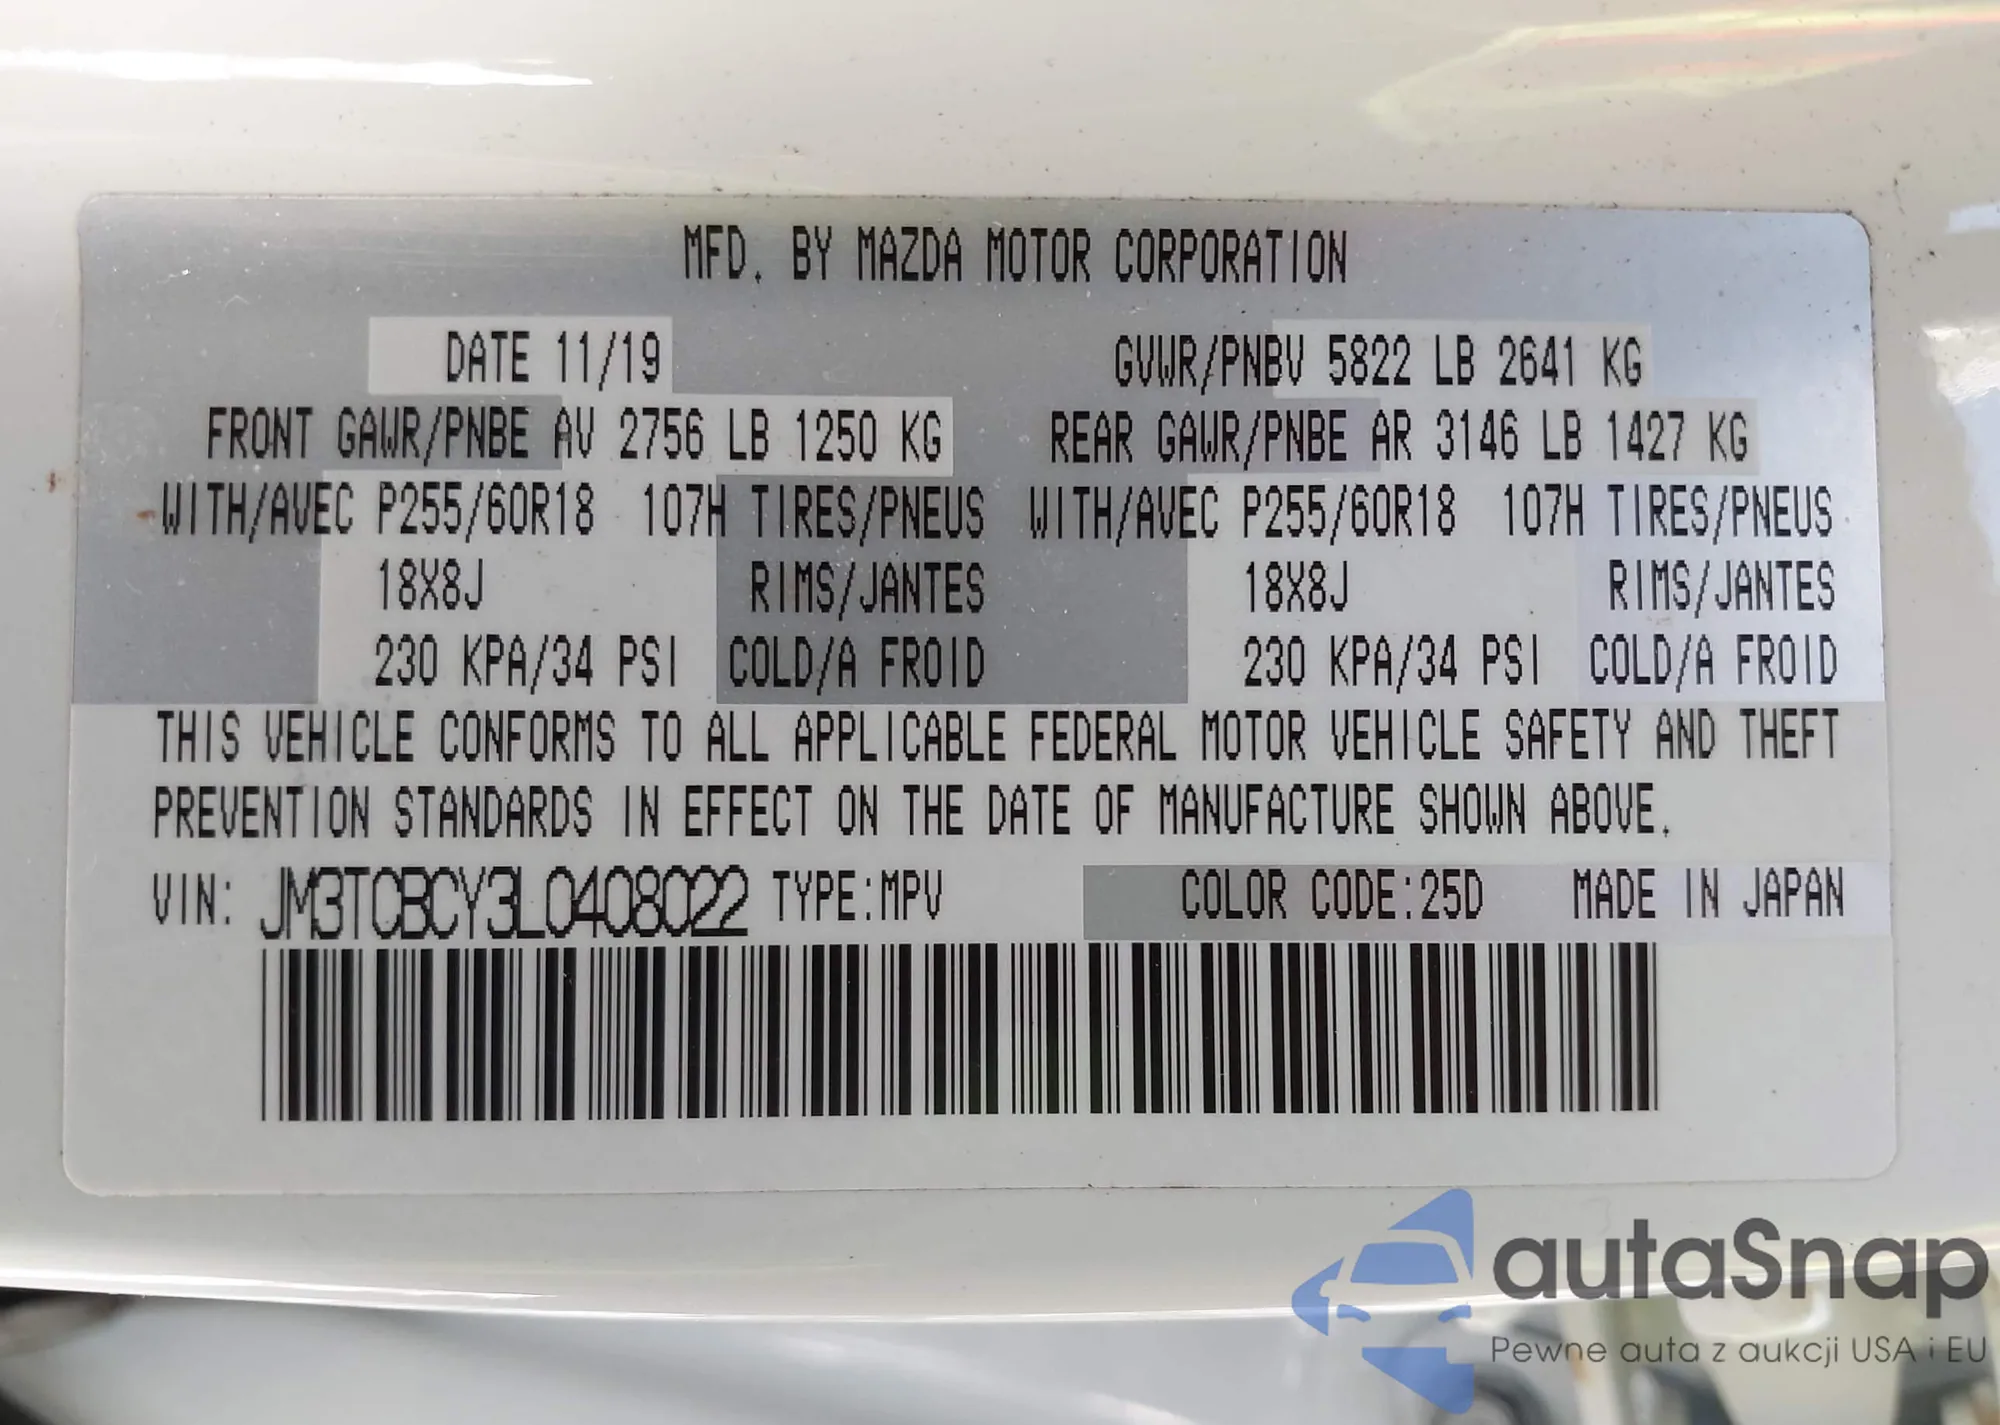 MFD. BY MAZDA MOTOR CORPORATION
DATE 11/19 GVWR/PNBV 5822 LB 2641 KG
FRONT GAWR/PNBE AV 2756 LB 1250 KG REAR GAWR/PNBE AR 3146 LB 1427 KG
WITH/AVEC P255/60R18 107H TIRES/PNEUS WITH/AVEC P255/60R18 107H TIRES/PNEUS
18X8J RIMS/JANTES 18X8J RIMS/JANTES
230 KPA/34 PSI COLD/A FROID 230 KPA/34 PSI COLD/A FROID
THIS VEHICLE CONFORMS TO ALL APPLICABLE FEDERAL MOTOR VEHICLE SAFETY AND THEFT
PREVENTION STANDARDS IN EFFECT ON THE DATE OF MANUFACTURE SHOWN ABOVE.
VIN: JM3TCBCY3L0408022 TYPE:MPV COLOR CODE:25D MADE IN JAPAN
autaSnap
Pewne auta z aukcji USA i EU